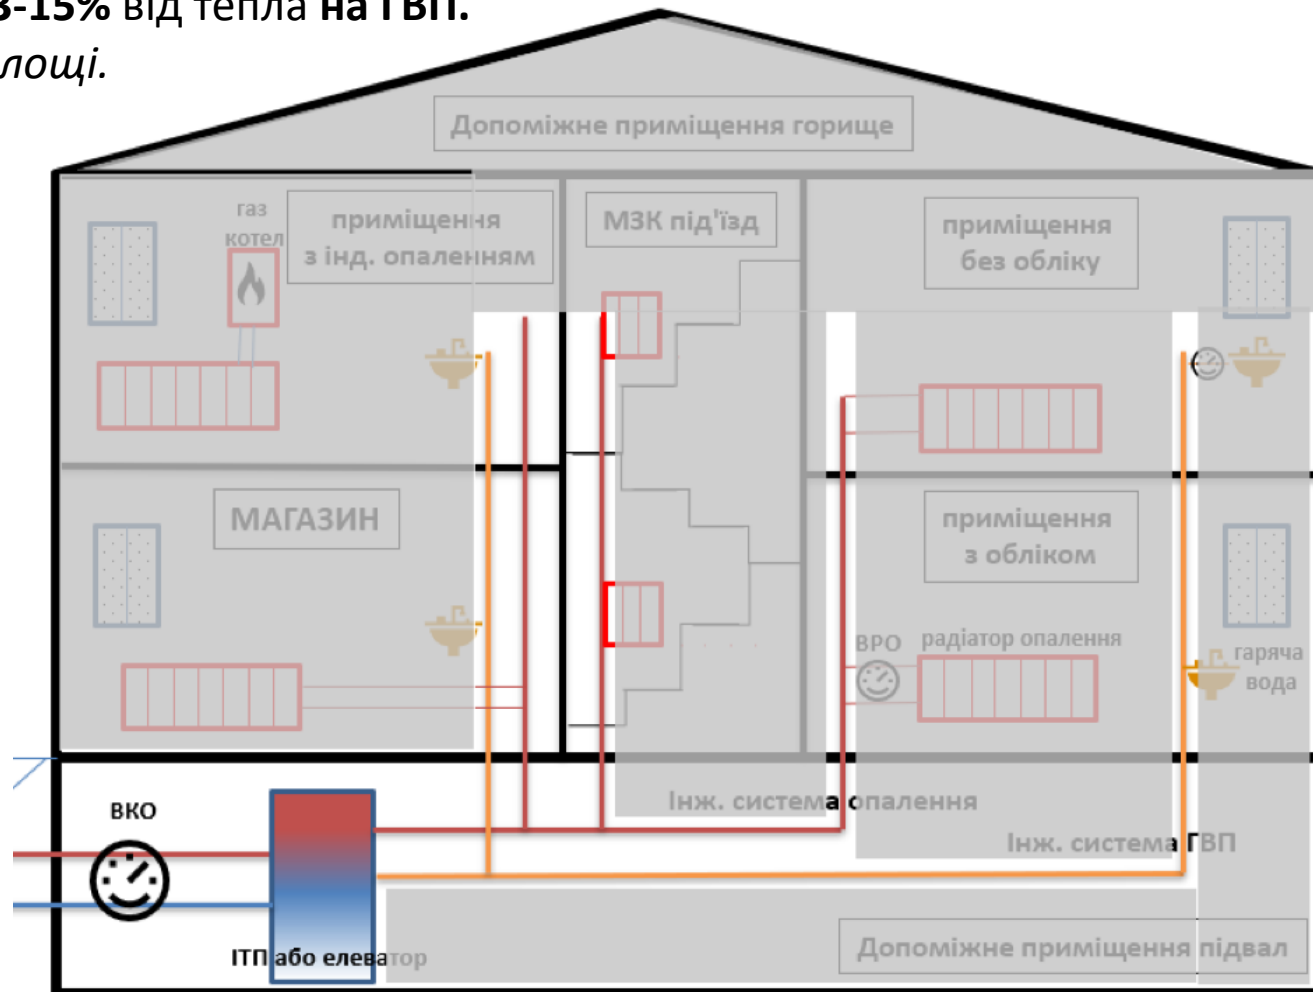 3-15% від тепла на ГВП.
лощі.
Допоміжне приміщення горище
газ
котел
приміщення
з інд. опаленням
МЗК під'їзд
приміщення
без обліку
МАГАЗИН
приміщення
з обліком
ВРО
радіатор опалення
гаряча
вода
Інж. система опалення
ВКО
Інж. система ГВП
ІТП або елеватор
Допоміжне приміщення підвал